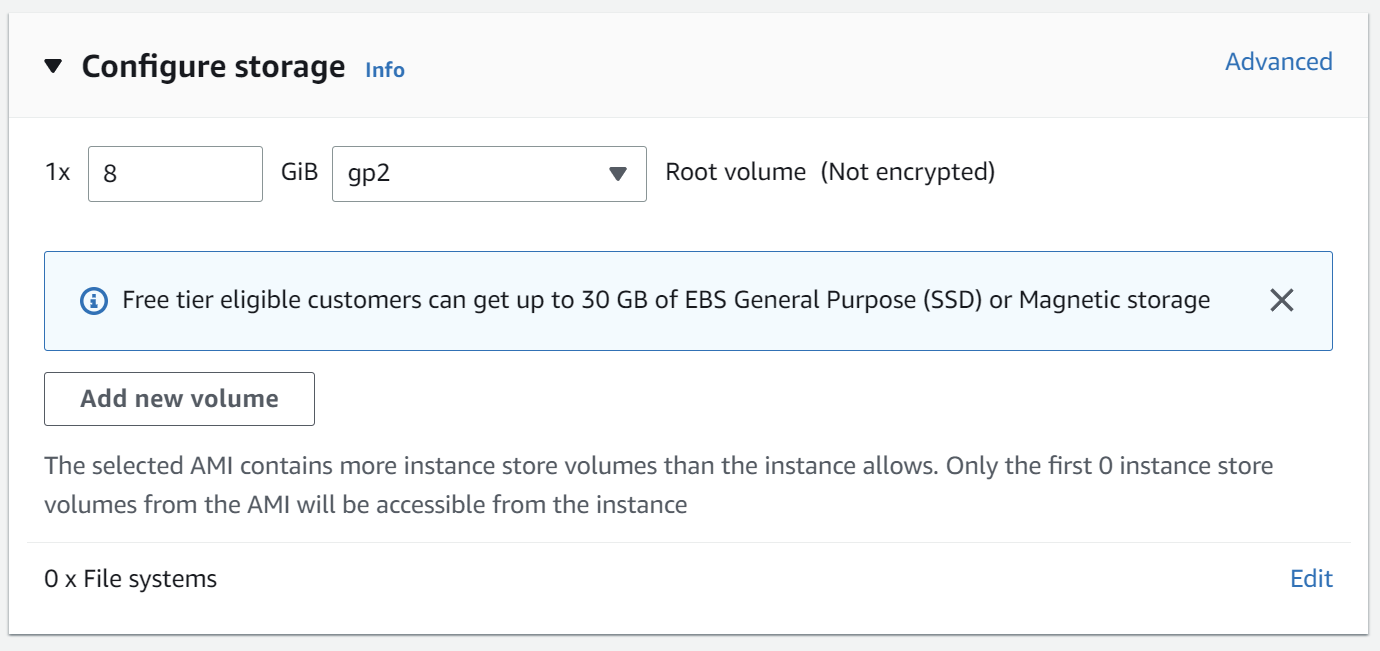 Configure storage Info Advanced
1x 8 GiB gp2 Root volume (Not encrypted)
Free tier eligible customers can get up to 30 GB of EBS General Purpose (SSD) or Magnetic storage
Add new volume
The selected AMI contains more instance store volumes than the instance allows. Only the first 0 instance store
volumes from the AMI will be accessible from the instance
0 x File systems Edit